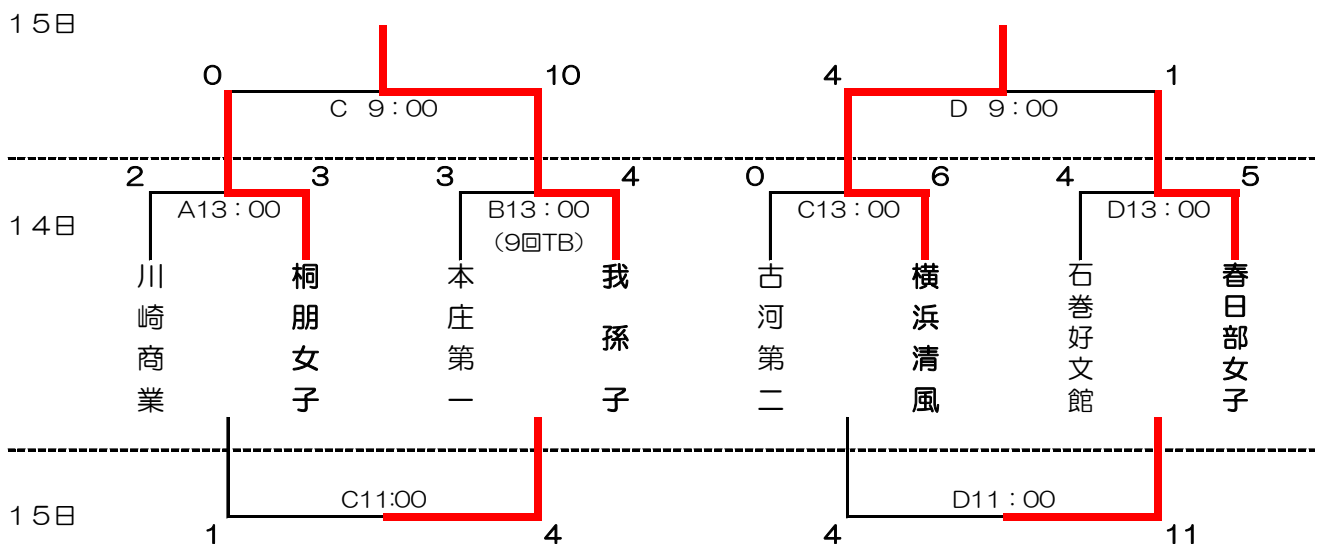 15日
0 10 4 1
C 9:00 D 9:00
2 3 3 4 0 6 4 5
14日 A13:00 B13:00 C13:00 D13:00
(9回TB)
川崎商業
桐朋女子
本庄第一
我孫子
古河第二
横浜清風
石巻好文館
春日部女子
C11:00 D11:00
15日
1 4 4 11